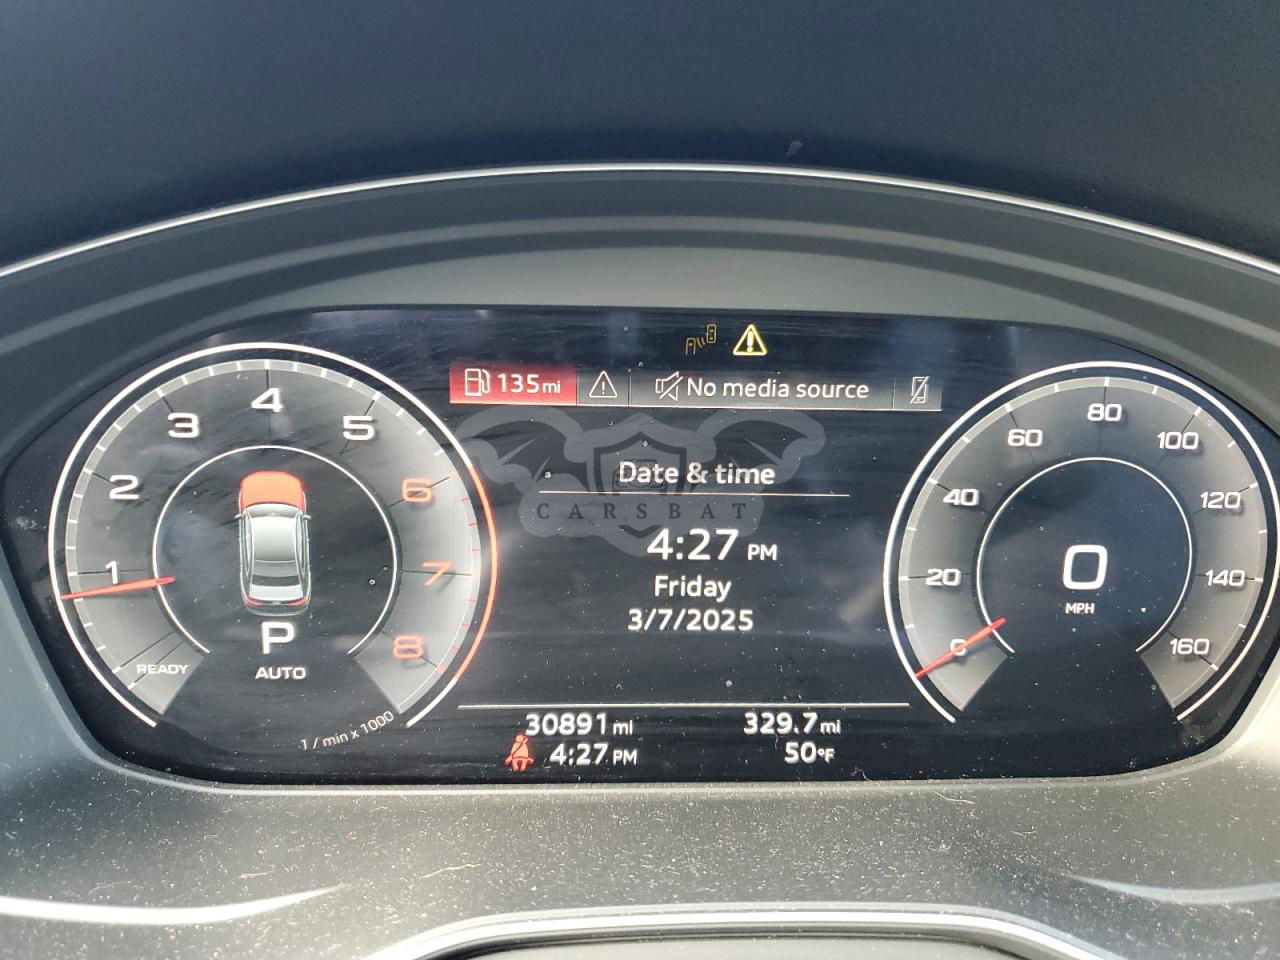 135 mi
No media source
Date & time
CARSBAT
4:27 PM
Friday
3/7/2025
30891 mi
329.7 mi
4:27 PM
50°F
1
2
3
4
5
6
7
8
READY
1 / min x 1000
P
AUTO
0
20
40
60
80
100
120
140
160
0
MPH